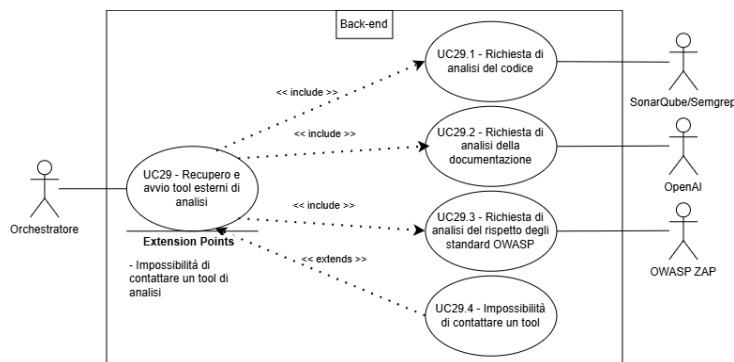 Back-end
UC29.1 - Richiesta di
analisi del codice
SonarQube/Semgrep
<< include >>
<< include >>
UC29.2 - Richiesta di
analisi della
documentazione
OpenAI
UC29 - Recupero e
avvio tool esterni di
analisi
Orchestratore
<< include >>
UC29.3 - Richiesta di
analisi del rispetto degli
standard OWASP
OWASP ZAP
Extension Points
- Impossibilità di
contattare un tool di
analisi
<< extends >>
UC29.4 - Impossibilità
di contattare un tool